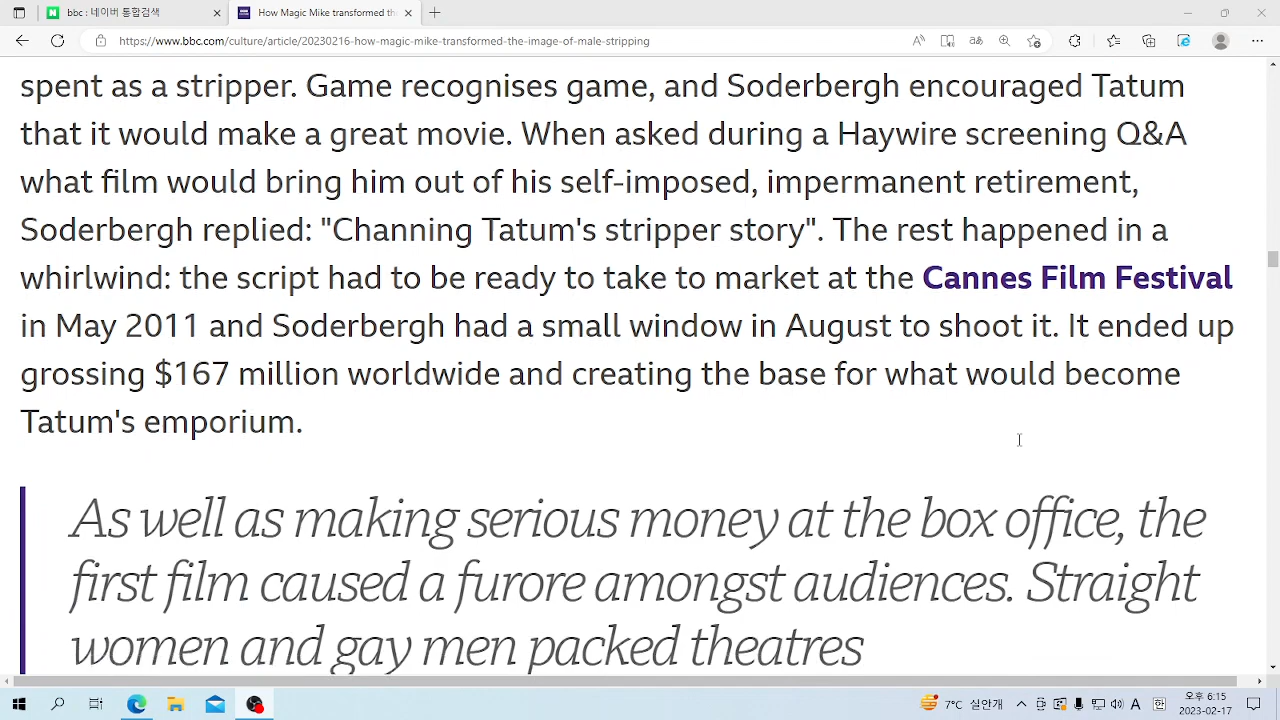 bbc : 네이버 통합검색
How Magic Mike transformed th
https://www.bbc.com/culture/article/20230216-how-magic-mike-transformed-the-image-of-male-stripping
spent as a stripper. Game recognises game, and Soderbergh encouraged Tatum
that it would make a great movie. When asked during a Haywire screening Q&A
what film would bring him out of his self-imposed, impermanent retirement,
Soderbergh replied: "Channing Tatum's stripper story". The rest happened in a
whirlwind: the script had to be ready to take to market at the Cannes Film Festival
in May 2011 and Soderbergh had a small window in August to shoot it. It ended up
grossing $167 million worldwide and creating the base for what would become
Tatum's emporium.
As well as making serious money at the box office, the
first film caused a furore amongst audiences. Straight
women and gay men packed theatres
7°C 실안개
A
오후 6:15
2023-02-17